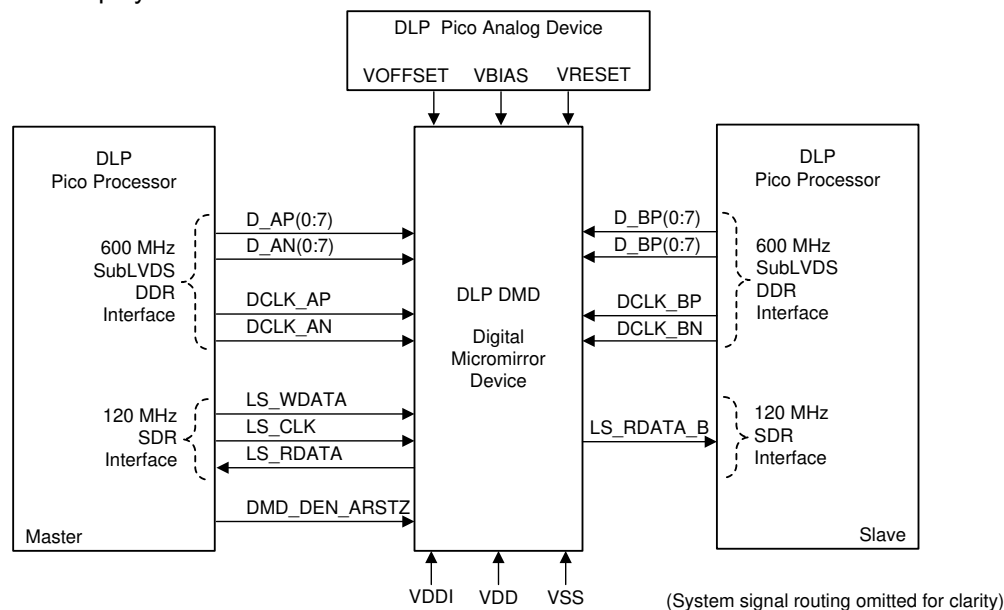 DLP Pico Analog Device
VOFFSET VBIAS VRESET
DLP
Pico Processor
600 MHz
SubLVDS
DDR
Interface
D_AP(0:7)
D_AN(0:7)
DCLK_AP
DCLK_AN
120 MHz
SDR
Interface
LS_WDATA
LS_CLK
LS_RDATA
DMD_DEN_ARSTZ
Master
DLP DMD
Digital
Micromirror
Device
DLP
Pico Processor
D_BP(0:7)
D_BP(0:7)
DCLK_BP
DCLK_BN
600 MHz
SubLVDS
DDR
Interface
LS_RDATA_B
120 MHz
SDR
Interface
Slave
VDDI VDD VSS
(System signal routing omitted for clarity)